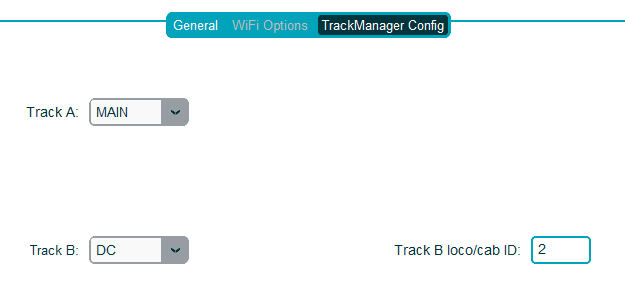 General WiFi Options TrackManager Config
Track A: MAIN
Track B: DC Track B loco/cab ID: 2